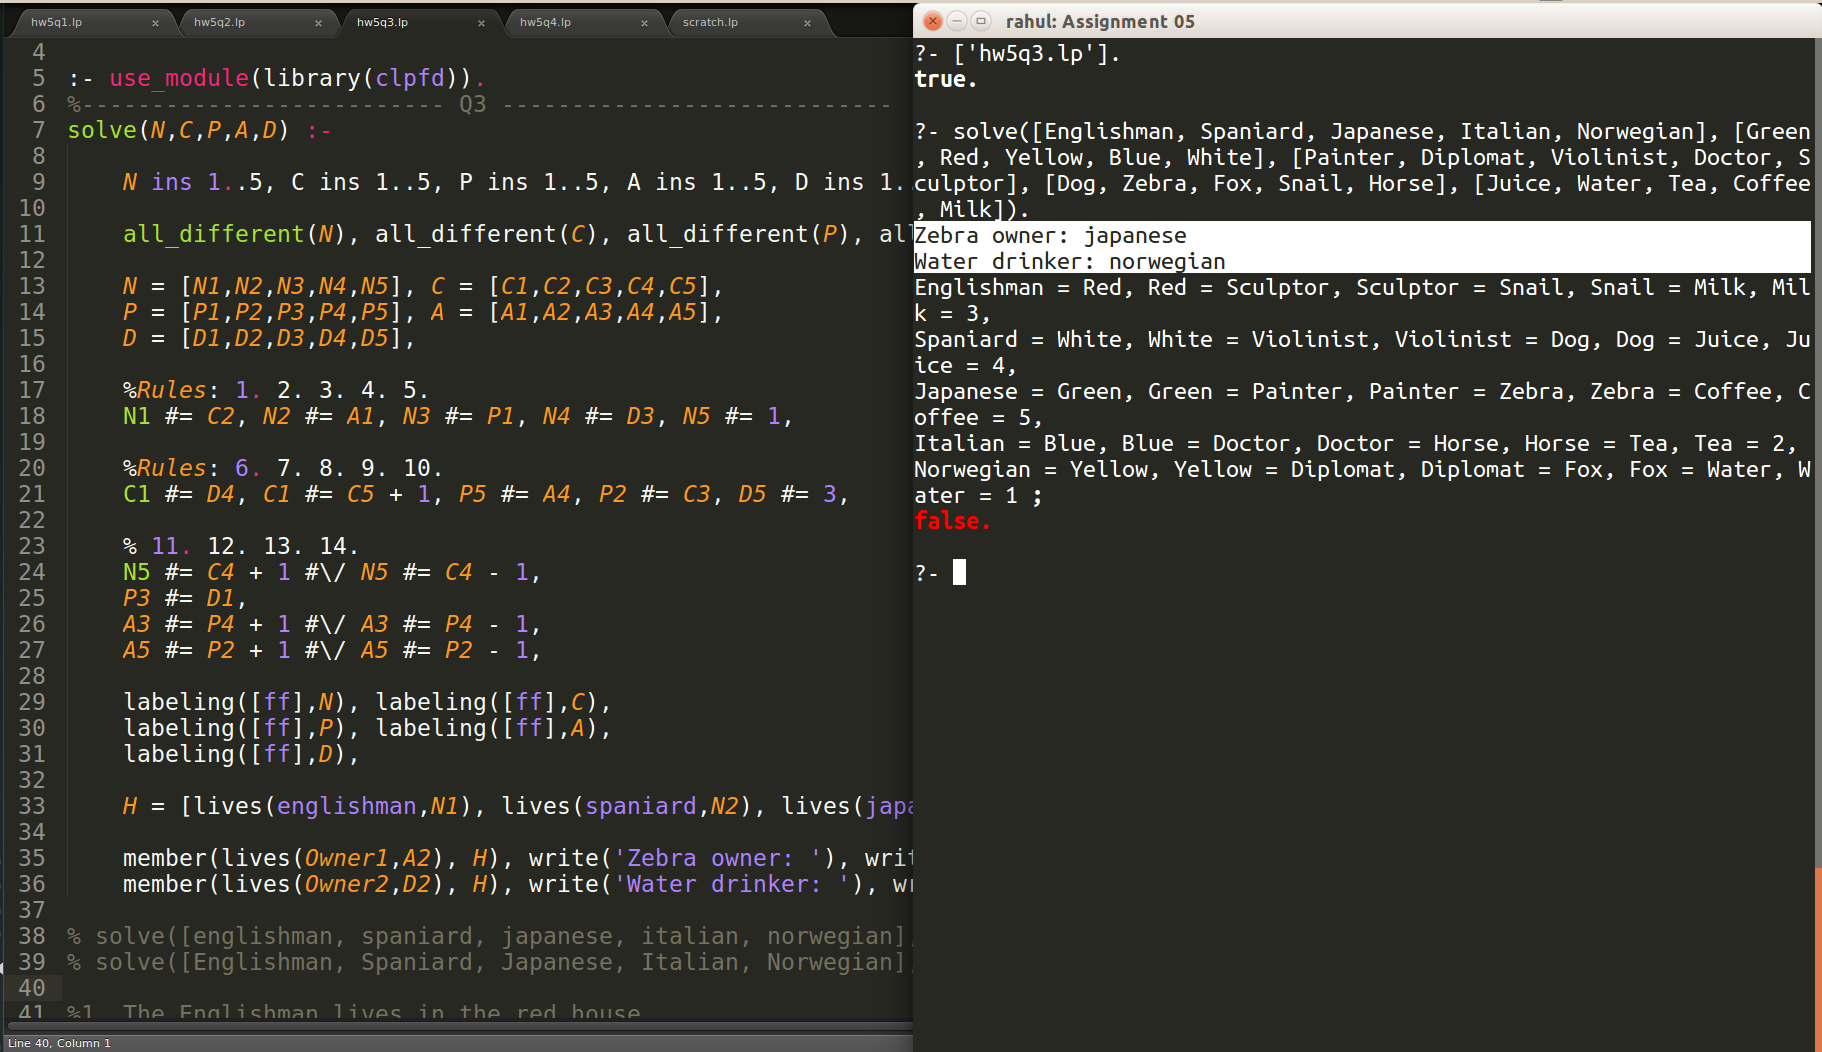 hw5q1.lp × hw5q2.lp × hw5q3.lp × hw5q4.lp × scratch.lp ×
4
5 :- use_module(library(clpfd)).
6 %-------------------------- Q3 ----------------------------
7 solve(N,C,P,A,D) :-
8
9 N ins 1..5, C ins 1..5, P ins 1..5, A ins 1..5, D ins 1..
10
11 all_different(N), all_different(C), all_different(P), all
12
13 N = [N1,N2,N3,N4,N5], C = [C1,C2,C3,C4,C5],
14 P = [P1,P2,P3,P4,P5], A = [A1,A2,A3,A4,A5],
15 D = [D1,D2,D3,D4,D5],
16
17 %Rules: 1. 2. 3. 4. 5.
18 N1 #= C2, N2 #= A1, N3 #= P1, N4 #= D3, N5 #= 1,
19
20 %Rules: 6. 7. 8. 9. 10.
21 C1 #= D4, C1 #= C5 + 1, P5 #= A4, P2 #= C3, D5 #= 3,
22
23 % 11. 12. 13. 14.
24 N5 #= C4 + 1 #\/ N5 #= C4 - 1,
25 P3 #= D1,
26 A3 #= P4 + 1 #\/ A3 #= P4 - 1,
27 A5 #= P2 + 1 #\/ A5 #= P2 - 1,
28
29 labeling([ff],N), labeling([ff],C),
30 labeling([ff],P), labeling([ff],A),
31 labeling([ff],D),
32
33 H = [lives(englishman,N1), lives(spaniard,N2), lives(japa
34
35 member(lives(Owner1,A2), H), write('Zebra owner: '), writ
36 member(lives(Owner2,D2), H), write('Water drinker: '), wr
37
38 % solve([englishman, spaniard, japanese, italian, norwegian],
39 % solve([Englishman, Spaniard, Japanese, Italian, Norwegian],
40
41 %1. The Englishman lives in the red house
Line 40, Column 1
rahul: Assignment 05
?- ['hw5q3.lp'].
true.
?- solve([Englishman, Spaniard, Japanese, Italian, Norwegian], [Green
, Red, Yellow, Blue, White], [Painter, Diplomat, Violinist, Doctor, S
culptor], [Dog, Zebra, Fox, Snail, Horse], [Juice, Water, Tea, Coffee
, Milk]).
Zebra owner: japanese
Water drinker: norwegian
Englishman = Red, Red = Sculptor, Sculptor = Snail, Snail = Milk, Mil
k = 3,
Spaniard = White, White = Violinist, Violinist = Dog, Dog = Juice, Ju
ice = 4,
Japanese = Green, Green = Painter, Painter = Zebra, Zebra = Coffee, C
offee = 5,
Italian = Blue, Blue = Doctor, Doctor = Horse, Horse = Tea, Tea = 2,
Norwegian = Yellow, Yellow = Diplomat, Diplomat = Fox, Fox = Water, W
ater = 1 ;
false.
?-